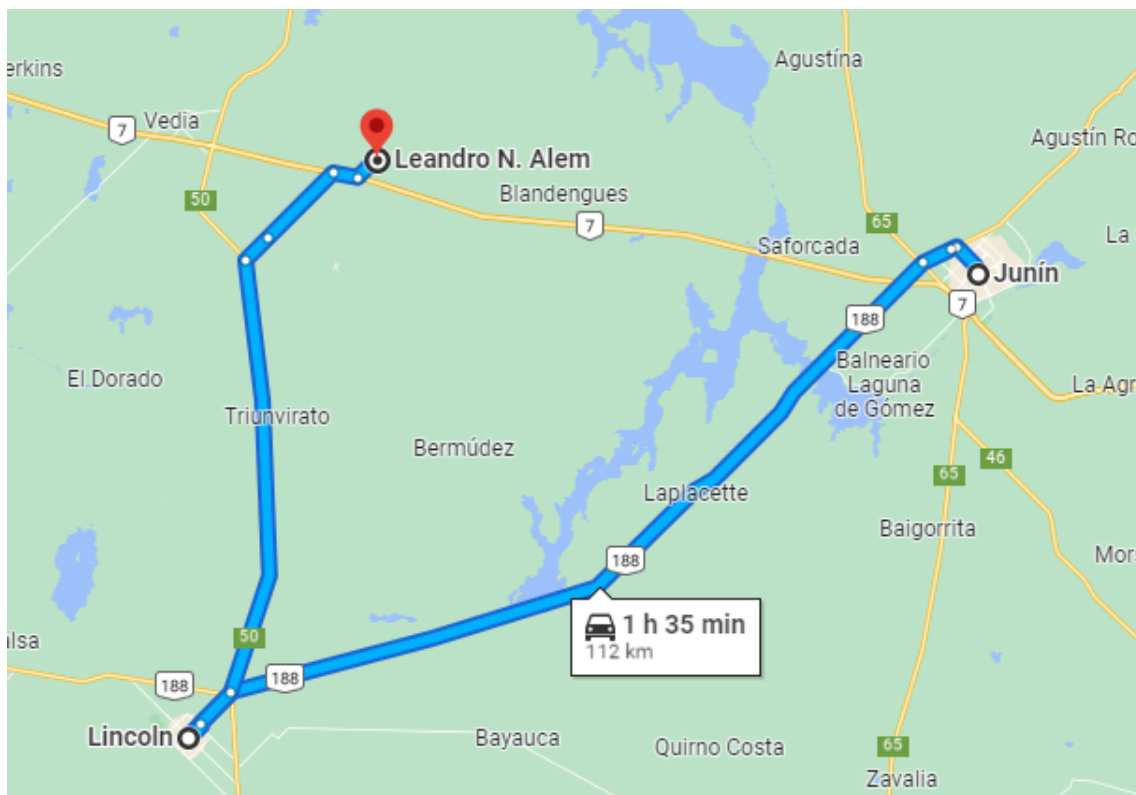 Agustína
erkins
Vedia
7
Agustín Ro
Leandro N. Alem
50
Blandengues
65
7
Saforcada
La
Junín
7
188
Balneario
Laguna
de Gómez
El Dorado
La Agr
Triunvirato
Bermúdez
46
65
Laplacette
Baigorrita
Mors
188
1 h 35 min
112 km
50
alsa
188
188
Lincoln
Bayauca
Quirno Costa
65
Zavalia